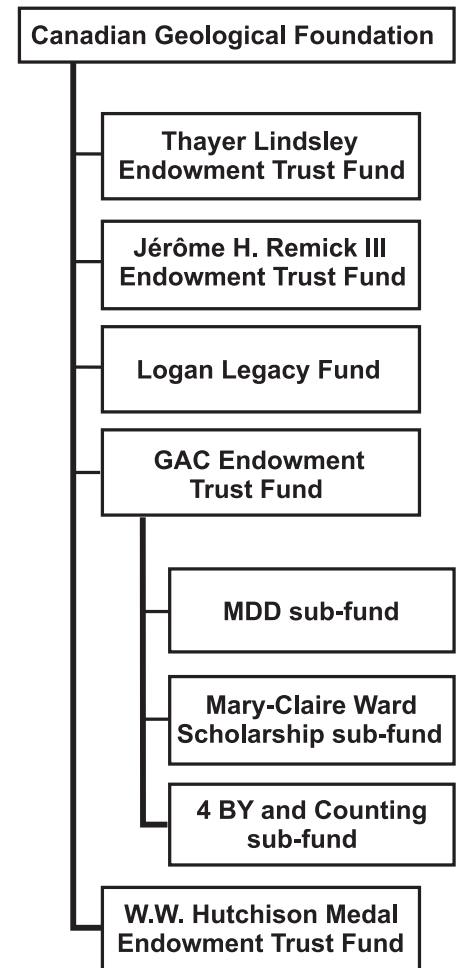 Canadian Geological Foundation
Thayer Lindsley
Endowment Trust Fund
Jérôme H. Remick III
Endowment Trust Fund
Logan Legacy Fund
GAC Endowment
Trust Fund
MDD sub-fund
Mary-Claire Ward
Scholarship sub-fund
4 BY and Counting
sub-fund
W.W. Hutchison Medal
Endowment Trust Fund